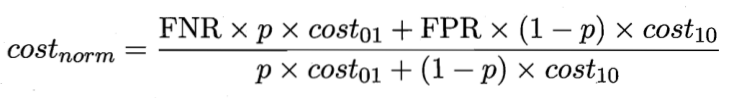 cost_norm = (FNR × p × cost_01 + FPR × (1 − p) × cost_10) / (p × cost_01 + (1 − p) × cost_10)